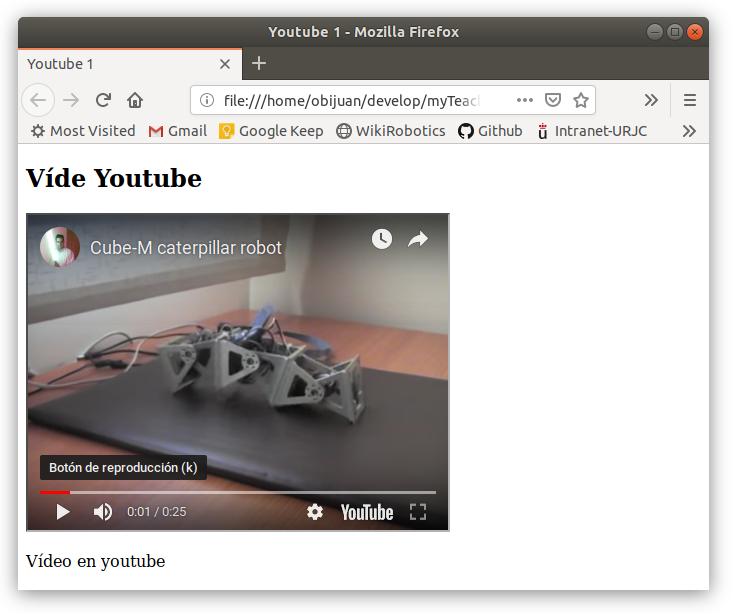 Youtube 1 - Mozilla Firefox
Youtube 1
file:///home/obijuan/develop/myTeac
Most Visited Gmail Google Keep WikiRobotics Github Intranet-URJC
Víde Youtube
Cube-M caterpillar robot
Botón de reproducción (k)
0:01 / 0:25 YouTube
Vídeo en youtube